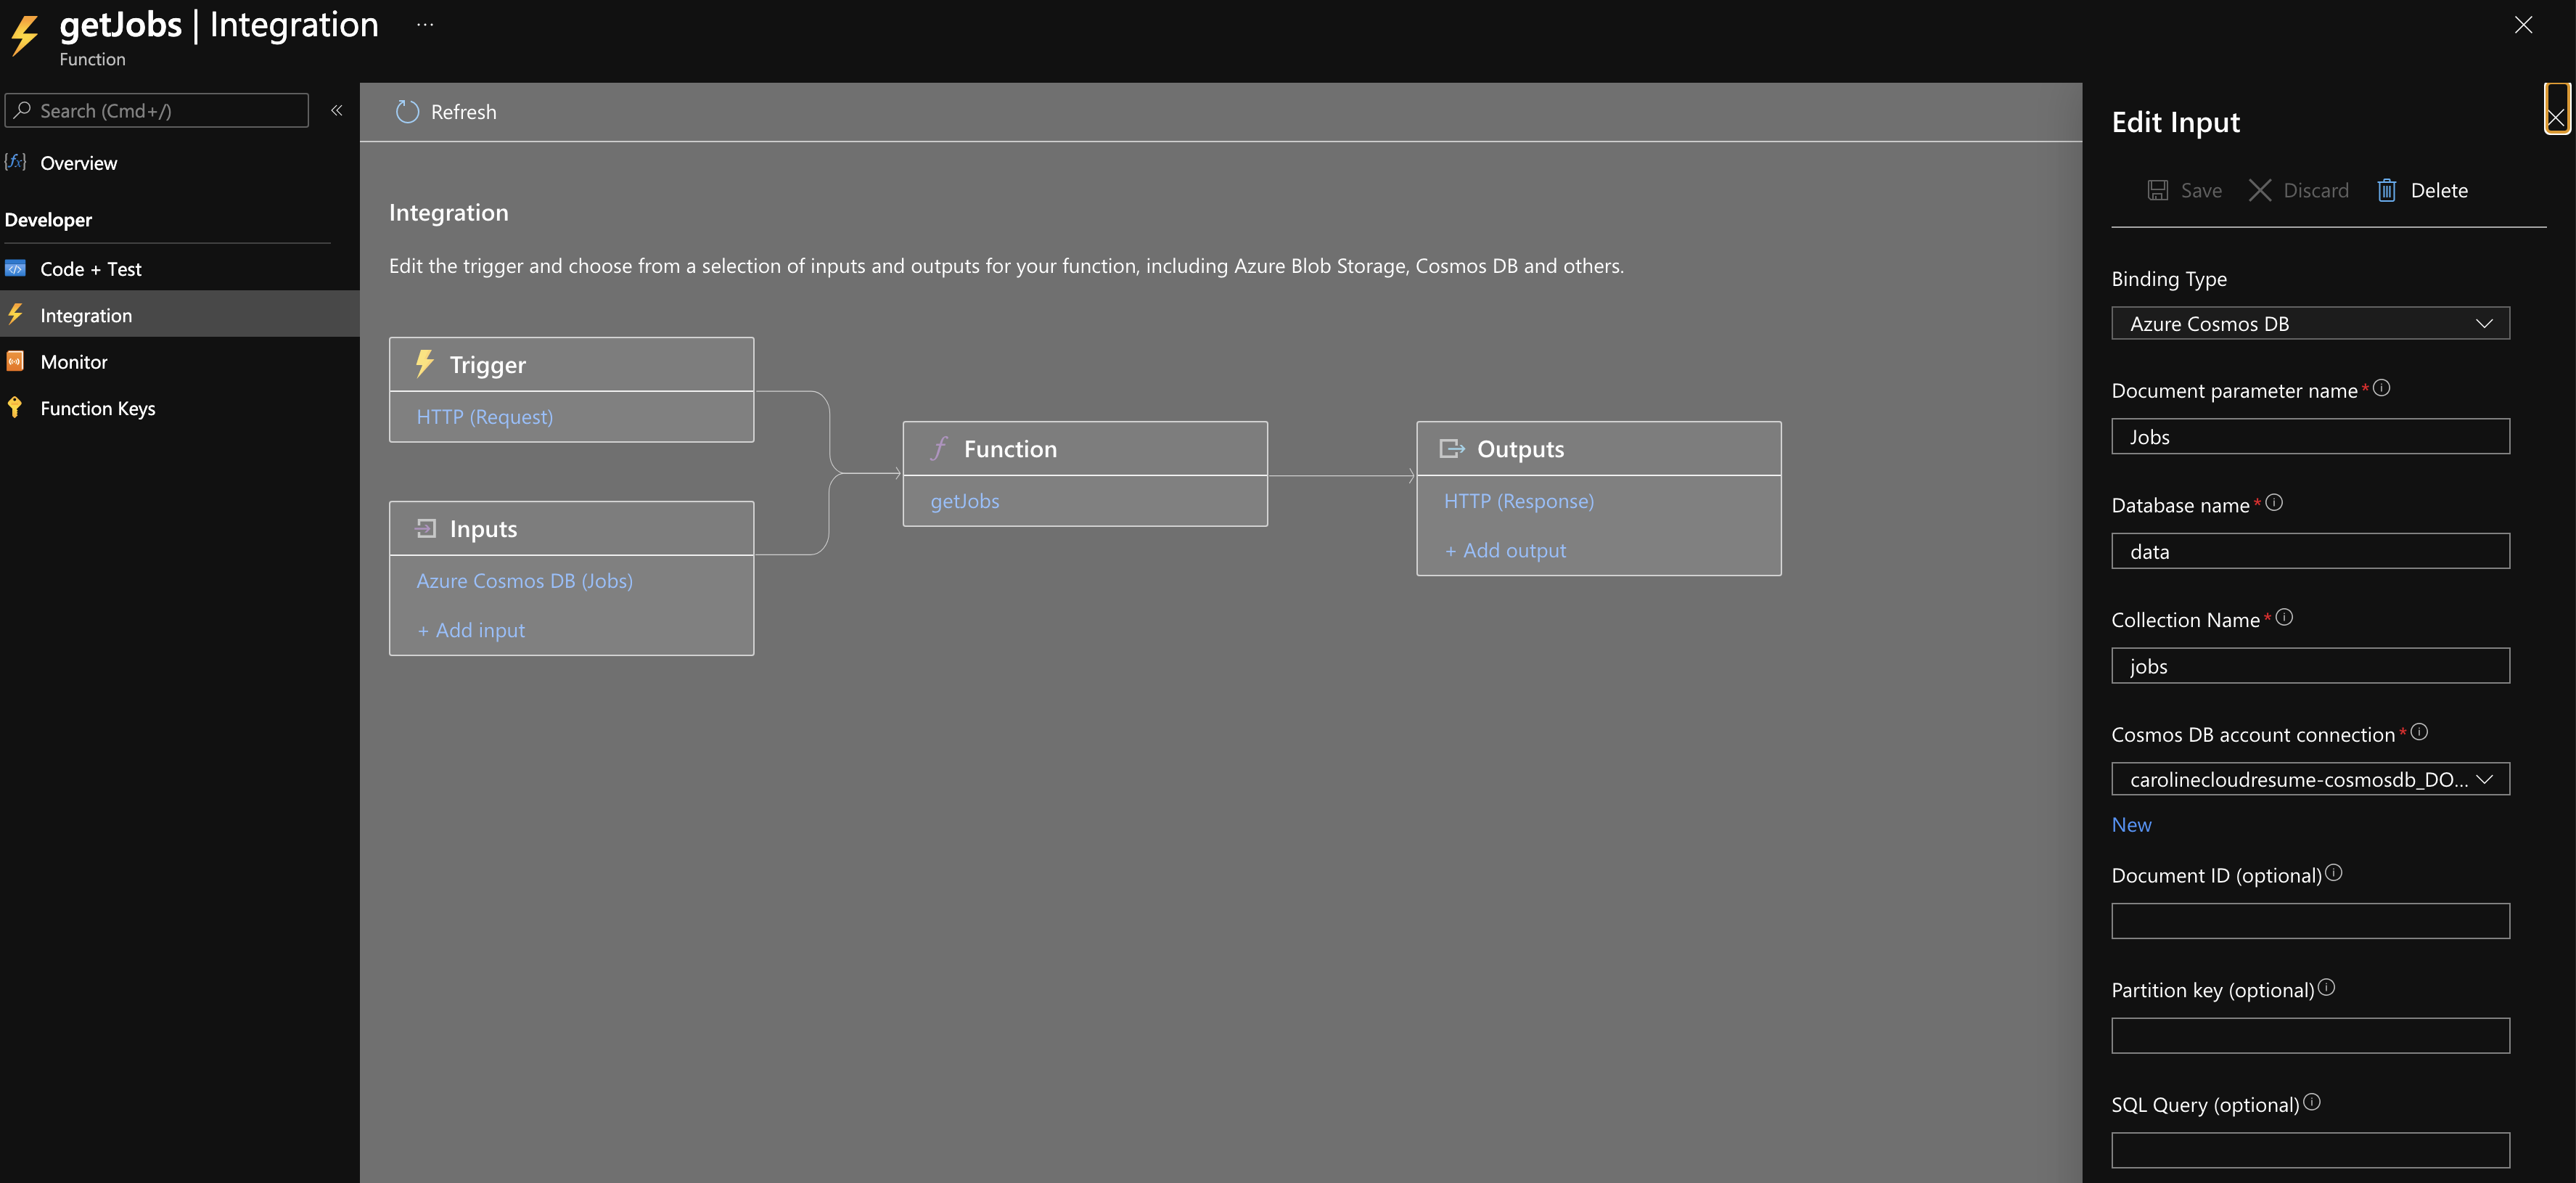 getJobs | Integration ...
Function
Search (Cmd+/)
«
Overview
Developer
Code + Test
Integration
Monitor
Function Keys
Refresh
Integration
Edit the trigger and choose from a selection of inputs and outputs for your function, including Azure Blob Storage, Cosmos DB and others.
Trigger
HTTP (Request)
Inputs
Azure Cosmos DB (Jobs)
+ Add input
Function
getJobs
Outputs
HTTP (Response)
+ Add output
Edit Input
Save Discard Delete
Binding Type
Azure Cosmos DB
Document parameter name *
Jobs
Database name *
data
Collection Name *
jobs
Cosmos DB account connection *
carolinecloudresume-cosmosdb_DO...
New
Document ID (optional)
Partition key (optional)
SQL Query (optional)